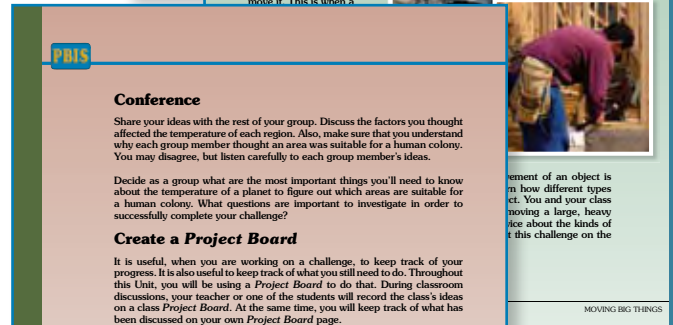 move it. This is when a
PBIS
Conference
Share your ideas with the rest of your group. Discuss the factors you thought
affected the temperature of each region. Also, make sure that you understand
why each group member thought an area was suitable for a human colony.
You may disagree, but listen carefully to each group member's ideas.
Decide as a group what are the most important things you'll need to know
about the temperature of a planet to figure out which areas are suitable for
a human colony. What questions are important to investigate in order to
successfully complete your challenge?
Create a Project Board
It is useful, when you are working on a challenge, to keep track of your
progress. It is also useful to keep track of what you still need to do. Throughout
this Unit, you will be using a Project Board to do that. During classroom
discussions, your teacher or one of the students will record the class's ideas
on a class Project Board. At the same time, you will keep track of what has
been discussed on your own Project Board page.
ement of an object is
n how different types
ct. You and your class
moving a large, heavy
ice about the kinds of
t this challenge on the
MOVING BIG THINGS